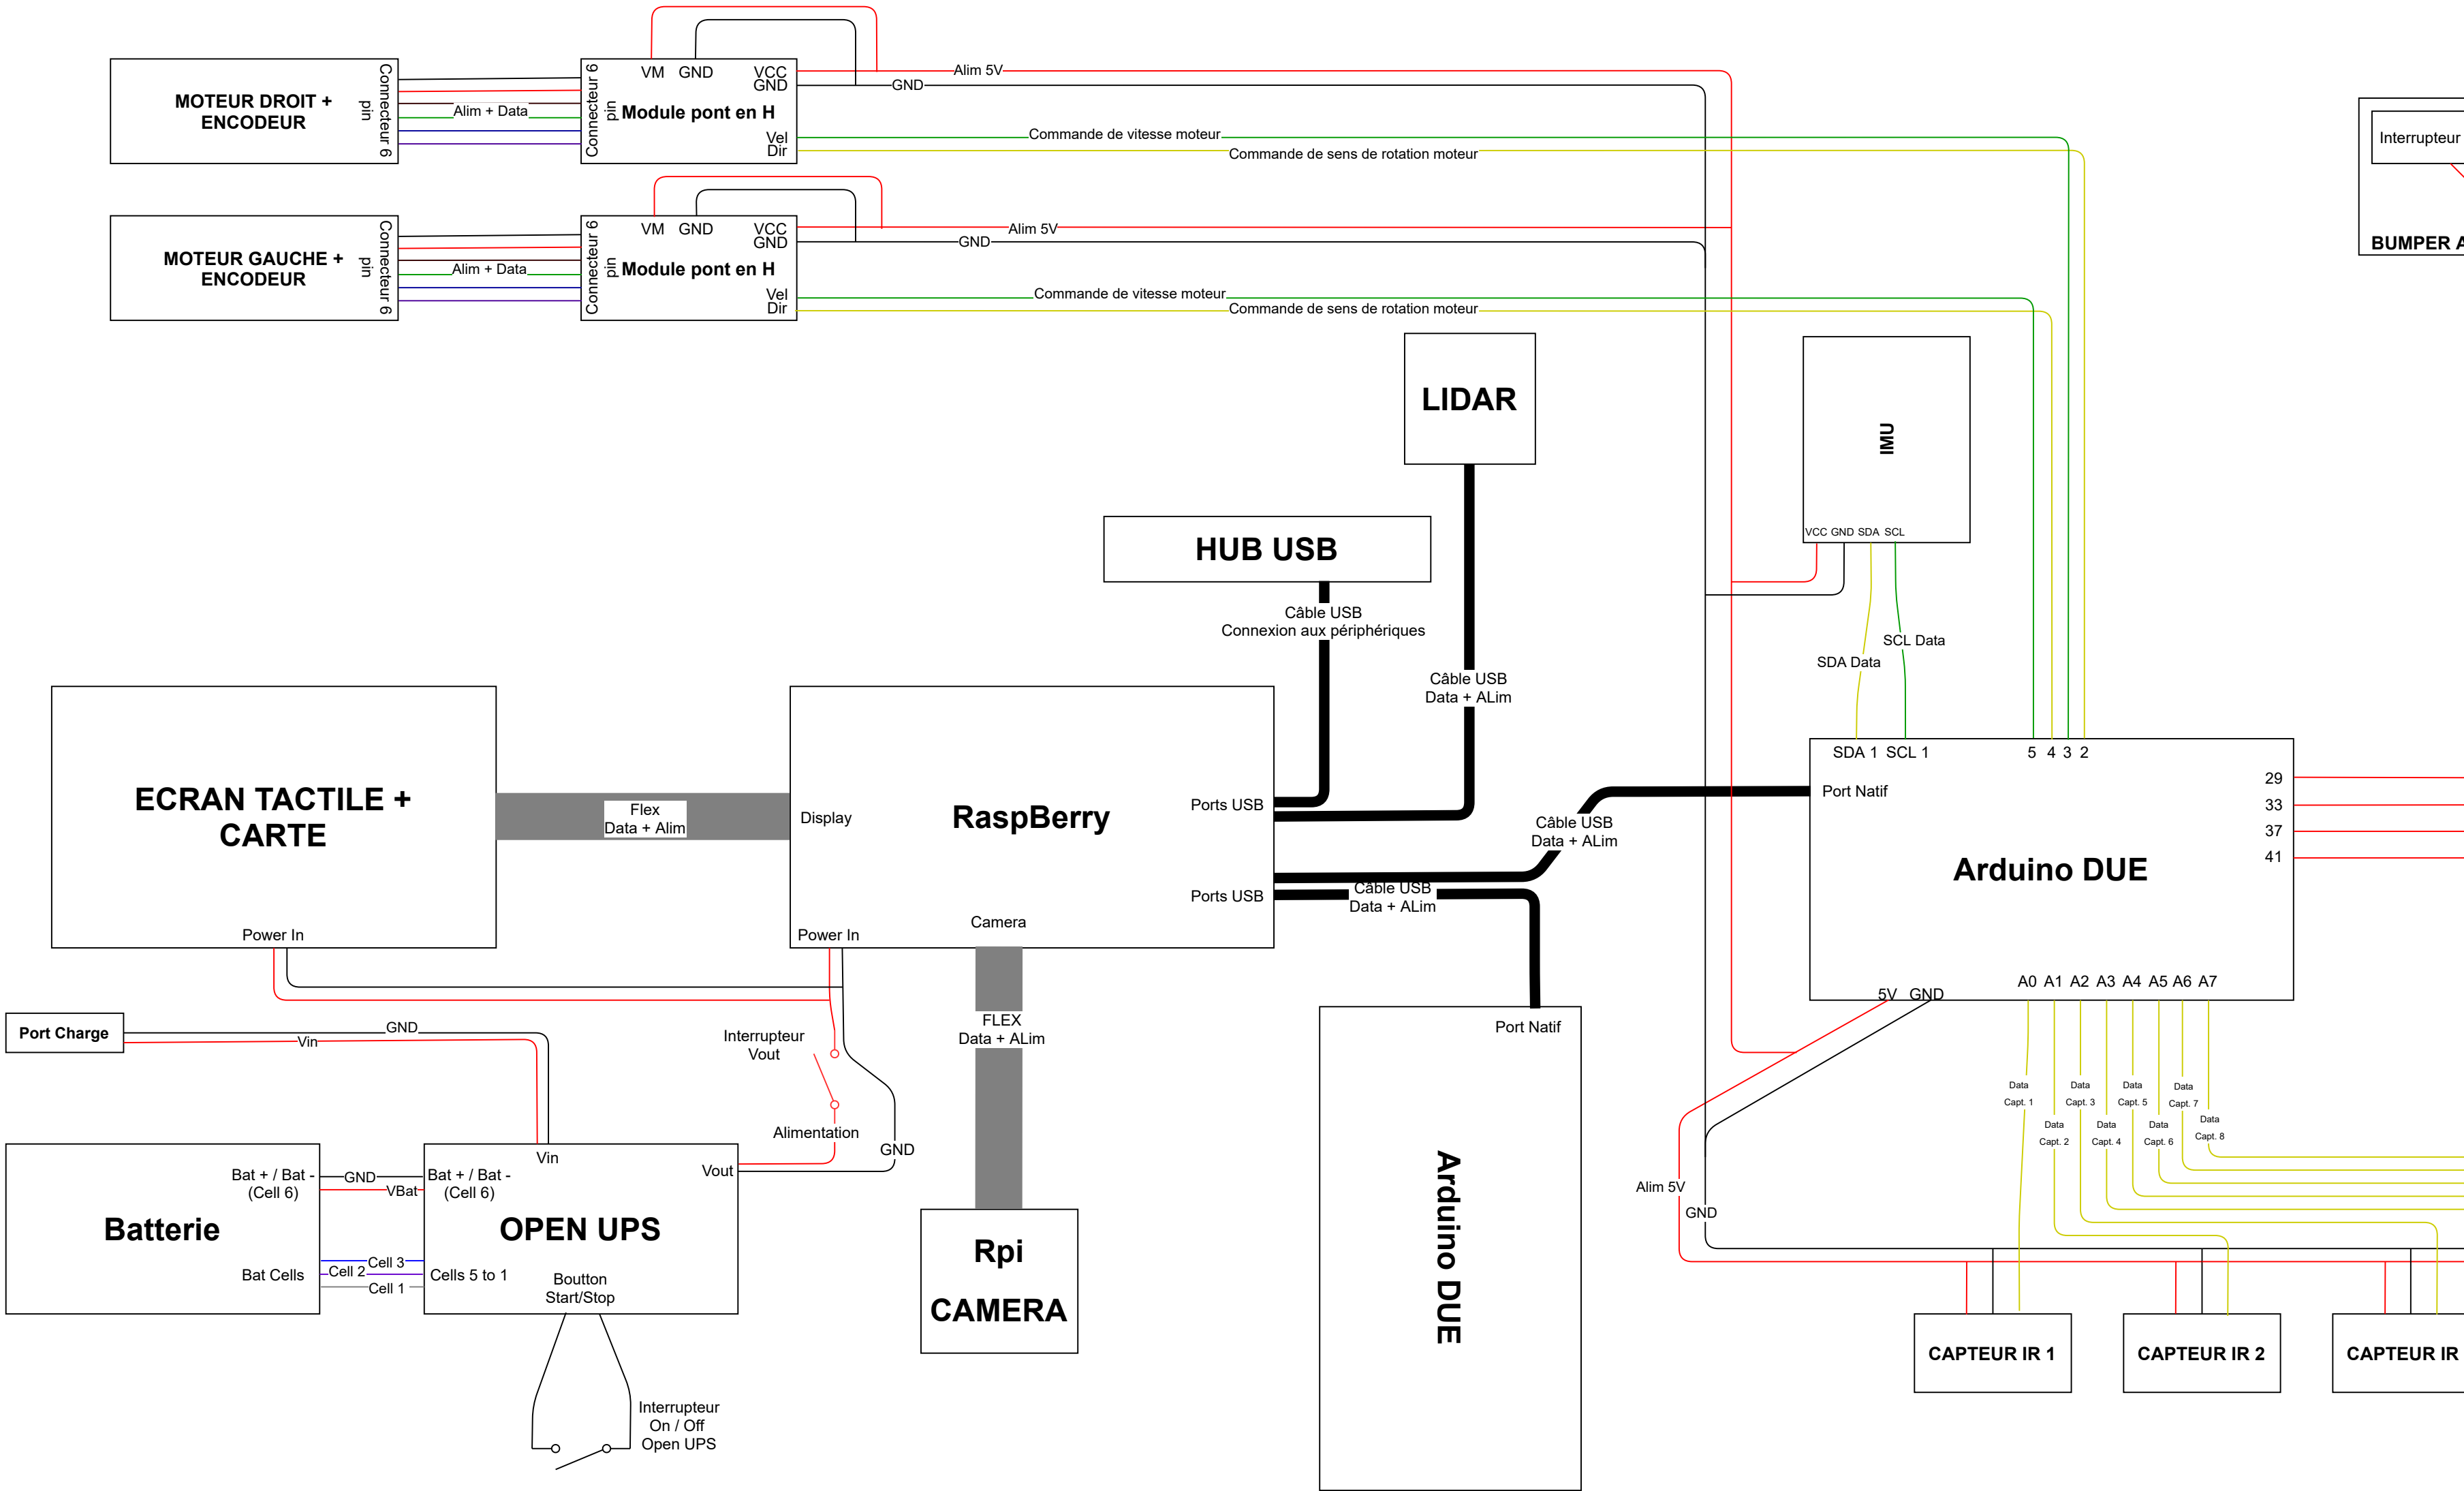 MOTEUR DROIT +
ENCODEUR
Connecteur 6
pin
Alim + Data
Connecteur 6
pin
VM
GND
VCC
GND
Module pont en H
Vel
Dir
Alim 5V
GND
Commande de vitesse moteur
Commande de sens de rotation moteur
Interrupteur
BUMPER A
MOTEUR GAUCHE +
ENCODEUR
Connecteur 6
pin
Alim + Data
Connecteur 6
pin
VM
GND
VCC
GND
Module pont en H
Vel
Dir
Alim 5V
GND
Commande de vitesse moteur
Commande de sens de rotation moteur
LIDAR
IMU
VCC GND SDA SCL
HUB USB
Câble USB
Connexion aux périphériques
Câble USB
Data + ALim
SCL Data
SDA Data
ECRAN TACTILE +
CARTE
Power In
Flex
Data + Alim
Display
RaspBerry
Ports USB
Ports USB
Camera
Power In
Câble USB
Data + ALim
Câble USB
Data + ALim
SDA 1
SCL 1
5
4
3
2
Port Natif
29
33
37
41
Arduino DUE
5V
GND
A0
A1
A2
A3
A4
A5
A6
A7
Port Charge
GND
Vin
Interrupteur
Vout
FLEX
Data + ALim
Port Natif
Arduino DUE
Alimentation
GND
Data
Capt. 1
Data
Capt. 2
Data
Capt. 3
Data
Capt. 4
Data
Capt. 5
Data
Capt. 6
Data
Capt. 7
Data
Capt. 8
Bat + / Bat -
(Cell 6)
GND
VBat
Bat + / Bat -
(Cell 6)
Vin
Vout
Batterie
OPEN UPS
Bat Cells
Cell 3
Cell 2
Cell 1
Cells 5 to 1
Boutton
Start/Stop
Interrupteur
On / Off
Open UPS
Rpi
CAMERA
Alim 5V
GND
CAPTEUR IR 1
CAPTEUR IR 2
CAPTEUR IR